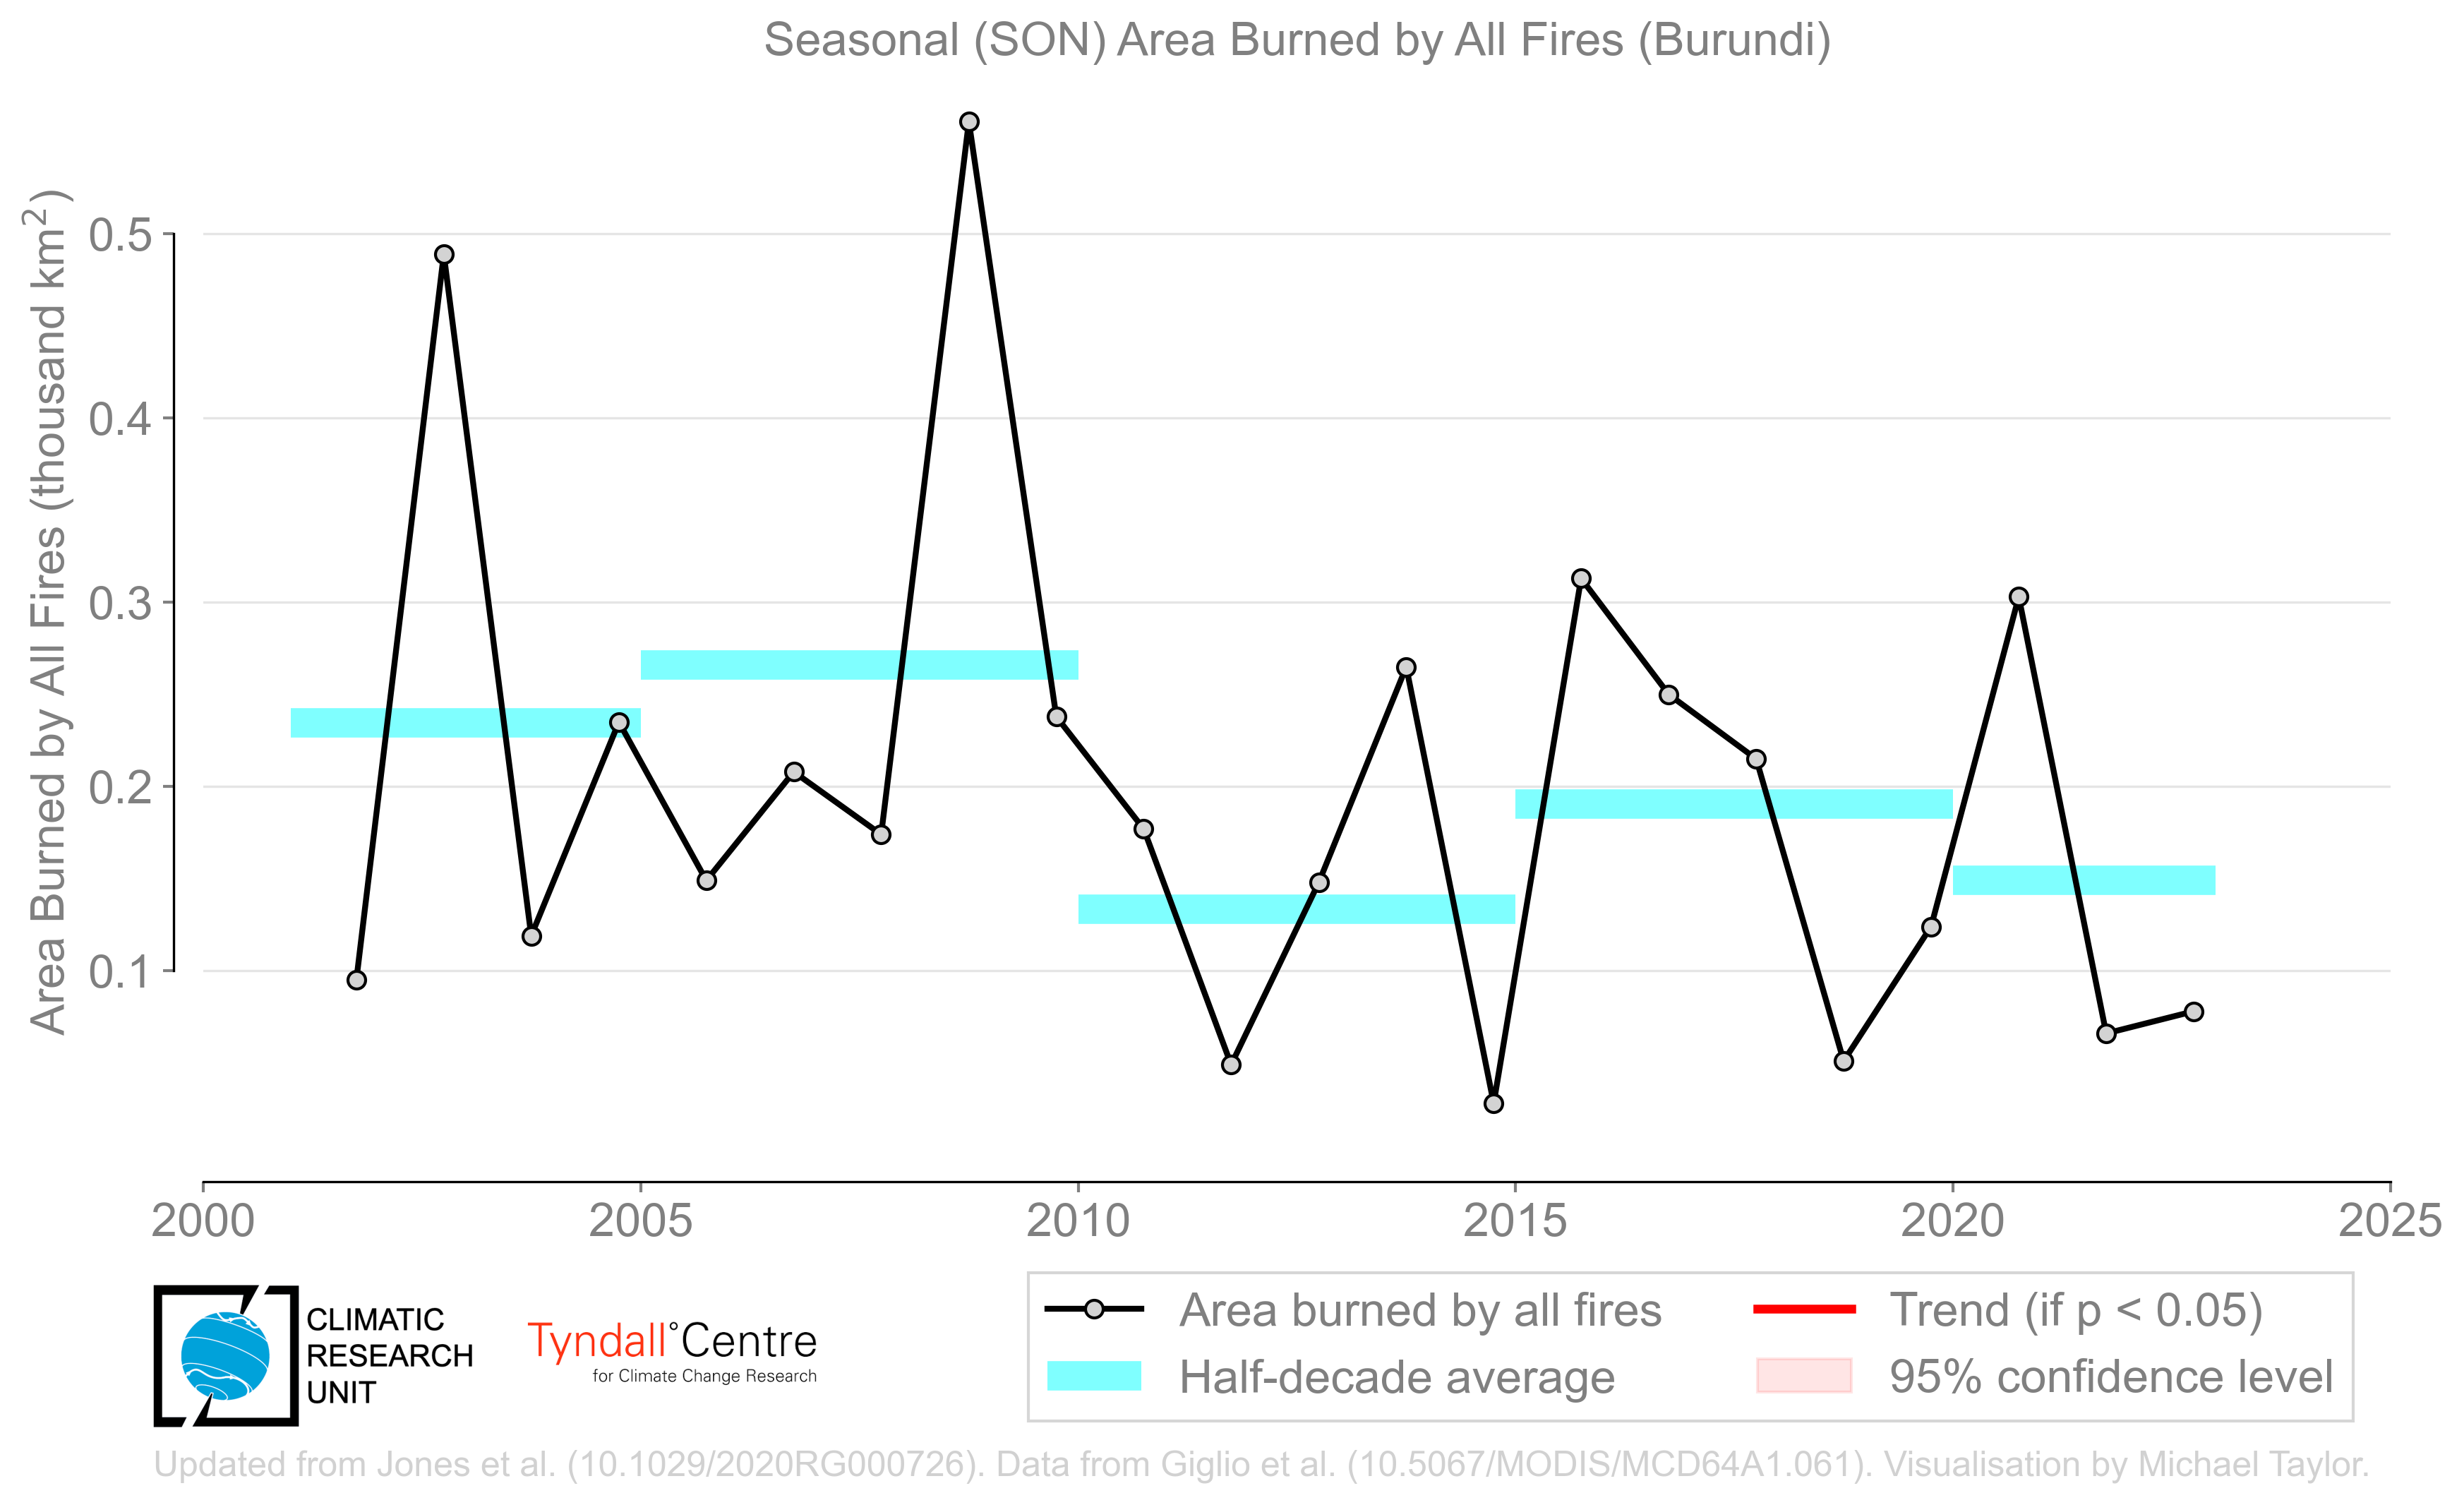 Seasonal (SON) Area Burned by All Fires (Burundi)
Area Burned by All Fires (thousand km²)
0.5
0.4
0.3
0.2
0.1
2000 2005 2010 2015 2020 2025
CLIMATIC
RESEARCH
UNIT
Tyndall°Centre
for Climate Change Research
Area burned by all fires
Half-decade average
Trend (if p < 0.05)
95% confidence level
Updated from Jones et al. (10.1029/2020RG000726). Data from Giglio et al. (10.5067/MODIS/MCD64A1.061). Visualisation by Michael Taylor.